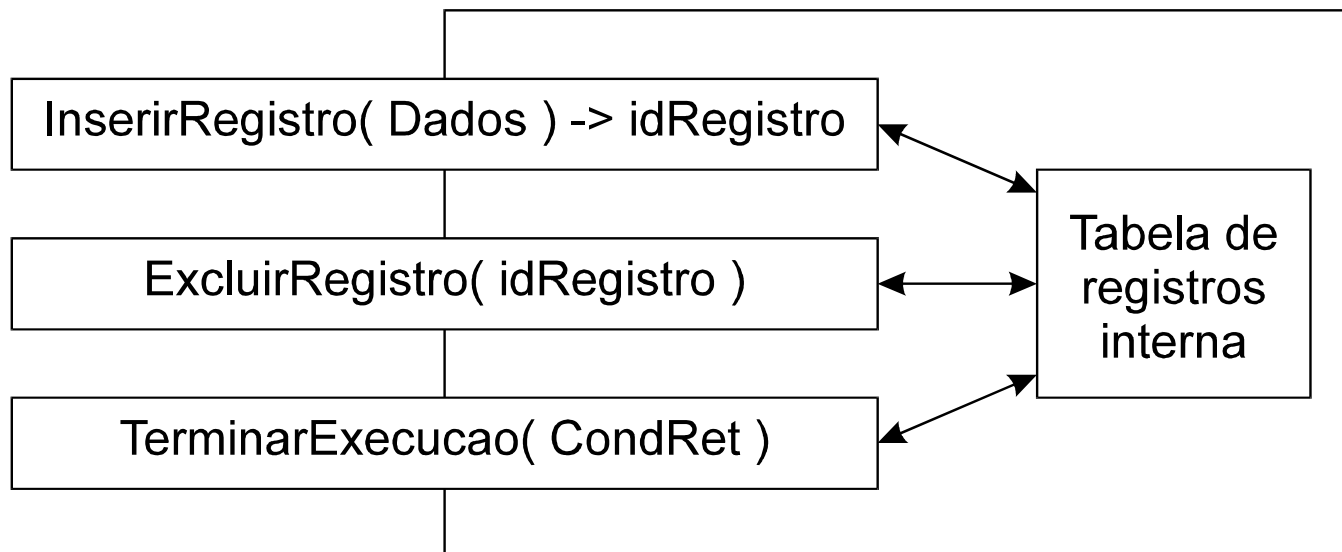 InserirRegistro( Dados ) -> idRegistro
ExcluirRegistro( idRegistro )
TerminarExecucao( CondRet )
Tabela de
registros
interna